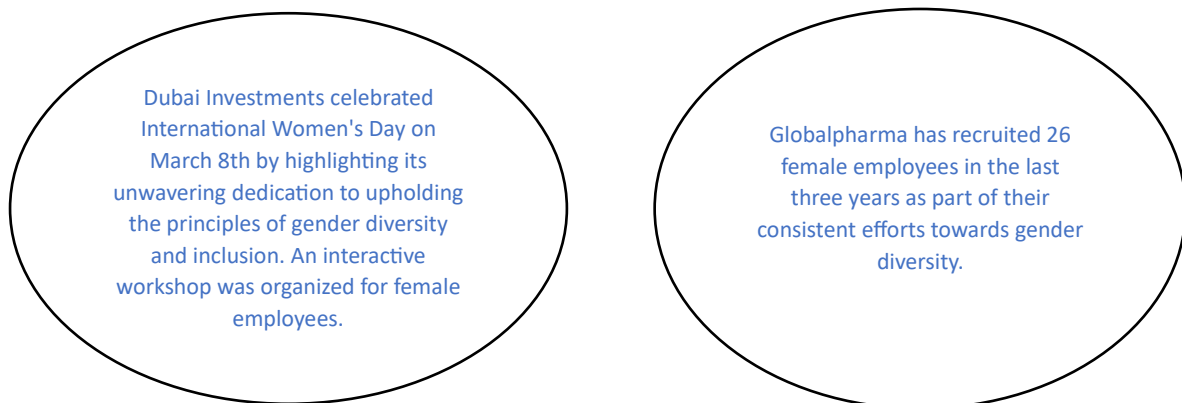 Dubai Investments celebrated
International Women's Day on
March 8th by highlighting its
unwavering dedication to upholding
the principles of gender diversity
and inclusion. An interactive
workshop was organized for female
employees.
Globalpharma has recruited 26
female employees in the last
three years as part of their
consistent efforts towards gender
diversity.